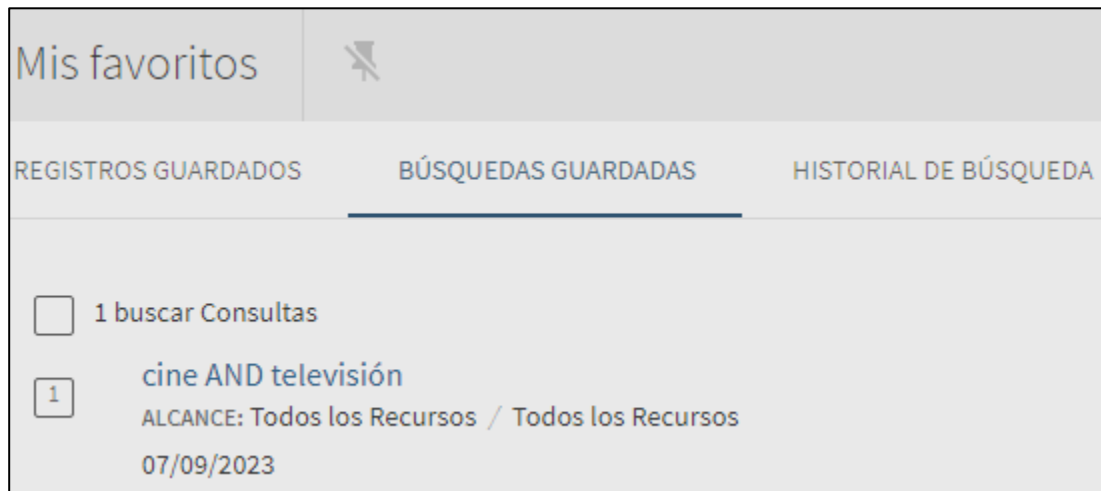 Mis favoritos
REGISTROS GUARDADOS BÚSQUEDAS GUARDADAS HISTORIAL DE BÚSQUEDA
1 buscar Consultas
1 cine AND televisión
ALCANCE: Todos los Recursos / Todos los Recursos
07/09/2023